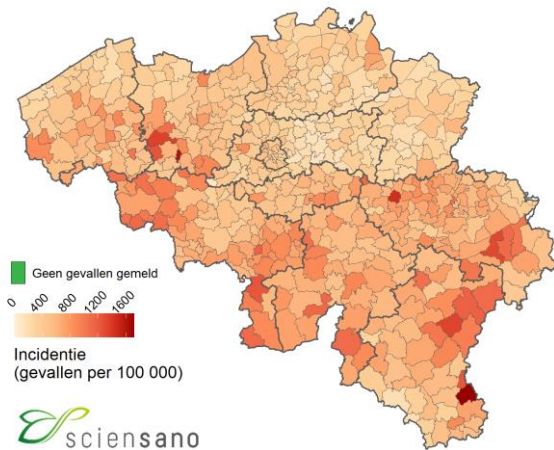 Geen gevallen gemeld
0 400 800 1200 1600
Incidentie
(gevallen per 100 000)
sciensano